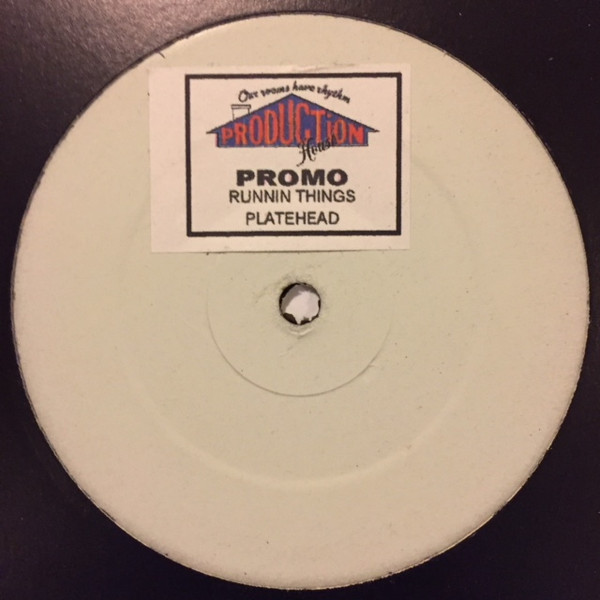 Our rooms have rhythm
PRODUCTiON
House
PROMO
RUNNIN THINGS
PLATEHEAD